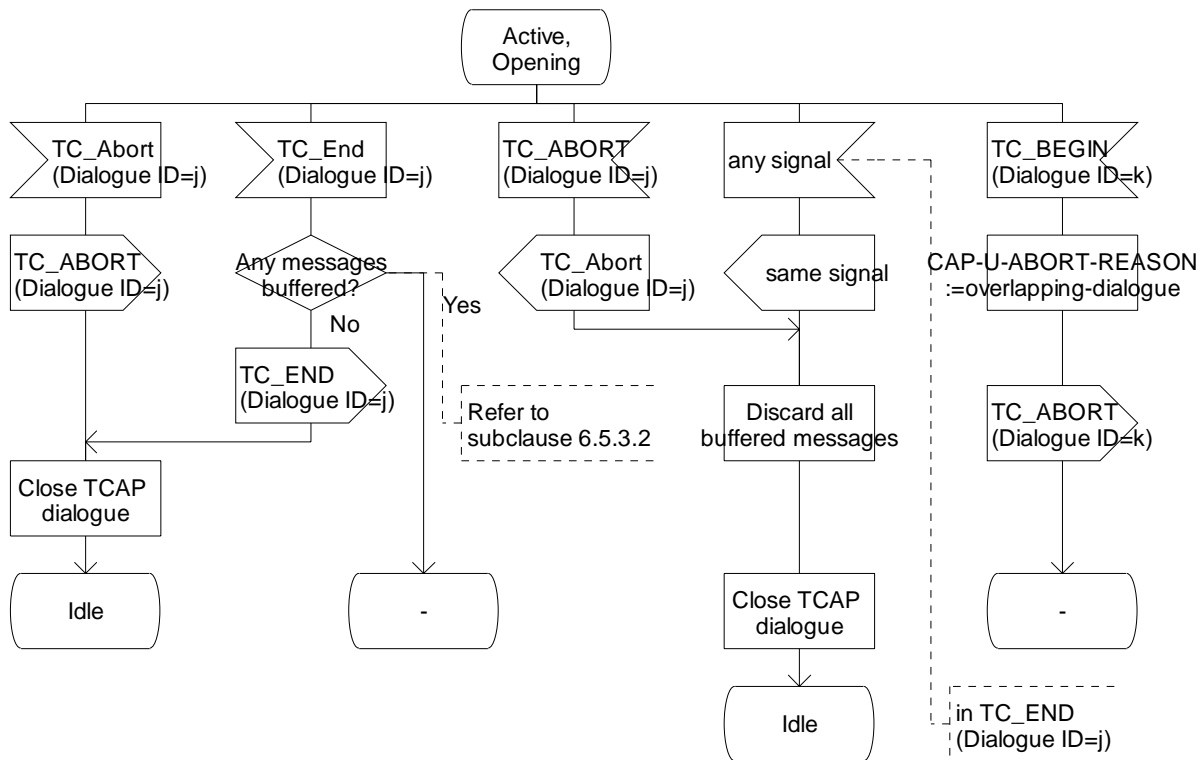 Active,
Opening
TC_Abort
(Dialogue ID=j)
TC_End
(Dialogue ID=j)
TC_ABORT
(Dialogue ID=j)
any signal
TC_BEGIN
(Dialogue ID=k)
TC_ABORT
(Dialogue ID=j)
Any messages
buffered?
TC_Abort
(Dialogue ID=j)
same signal
CAP-U-ABORT-REASON
:=overlapping-dialogue
Yes
No
TC_END
(Dialogue ID=j)
Refer to
subclause 6.5.3.2
Discard all
buffered messages
TC_ABORT
(Dialogue ID=k)
Close TCAP
dialogue
Idle
-
Close TCAP
dialogue
-
Idle
in TC_END
(Dialogue ID=j)